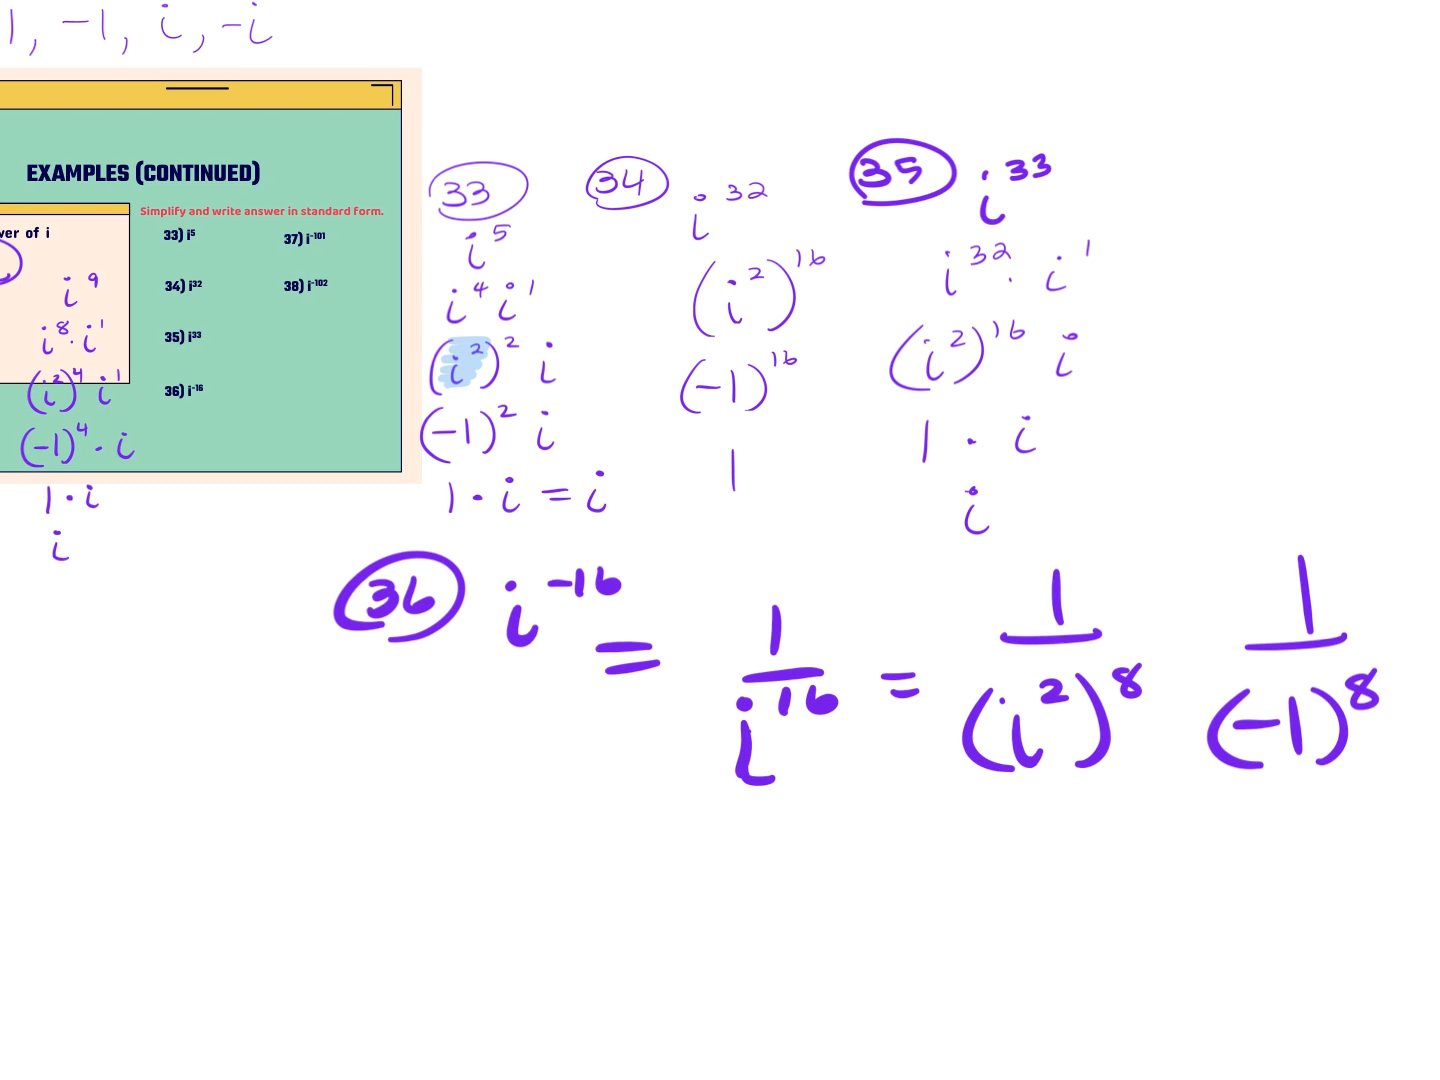 1, -1, i, -i
EXAMPLES (CONTINUED)
Simplify and write answer in standard form.
ver of i
i⁹
i⁸ · i¹
(i²)⁴ i¹
(-1)⁴ · i
1 · i
i
33) i⁵
34) i³²
35) i³³
36) i⁻¹⁶
37) i⁻¹⁰¹
38) i⁻¹⁰²
33
i⁵
i⁴ i¹
(i²)² i
(-1)² i
1 · i = i
34
i³²
(i²)¹⁶
(-1)¹⁶
1
35
i³³
i³² · i¹
(i²)¹⁶ i
1 · i
i
36 i⁻¹⁶ = 1/i¹⁶ = 1/(i²)⁸ 1/(-1)⁸